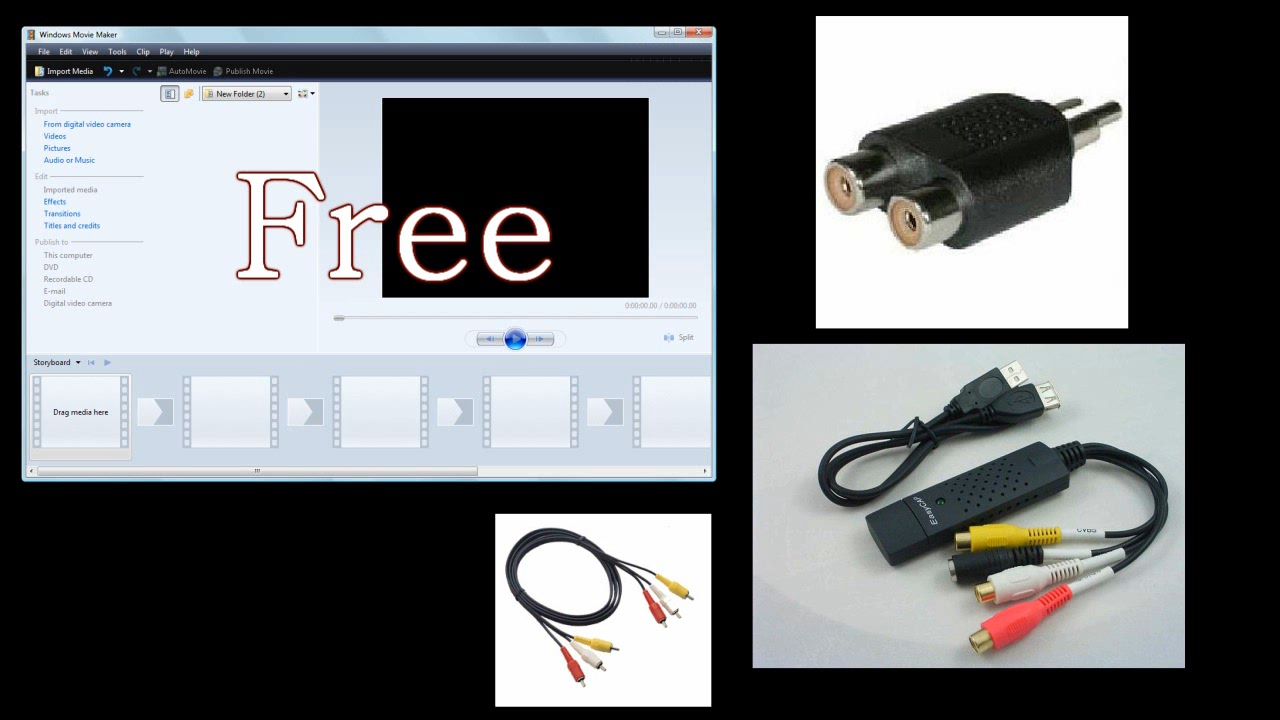 Windows Movie Maker
File Edit View Tools Clip Play Help
Import Media AutoMovie Publish Movie
Tasks
New Folder (2)
Import
From digital video camera
Videos
Pictures
Audio or Music
Edit
Imported media
Effects
Transitions
Titles and credits
Publish to
This computer
DVD
Recordable CD
E-mail
Digital video camera
Free
0:00:00.00 / 0:00:00.00
Split
Storyboard
Drag media here
EasyCAP
CVBS